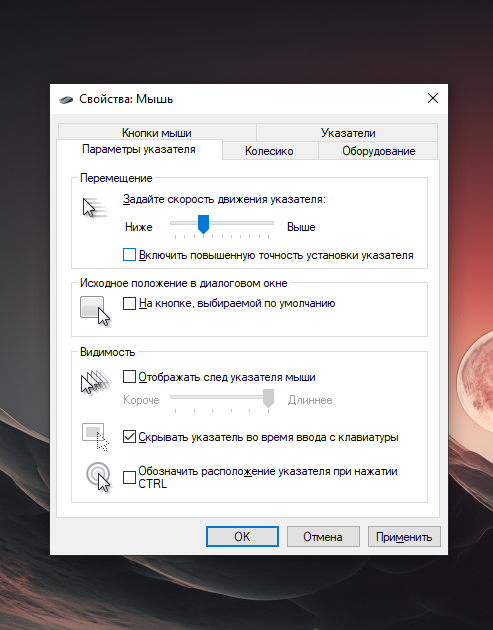 Свойства: Мышь
Кнопки мыши
Указатели
Параметры указателя
Колесико
Оборудование
Перемещение
Задайте скорость движения указателя:
Ниже
Выше
Включить повышенную точность установки указателя
Исходное положение в диалоговом окне
На кнопке, выбираемой по умолчанию
Видимость
Отображать след указателя мыши
Короче
Длиннее
Скрывать указатель во время ввода с клавиатуры
Обозначить расположение указателя при нажатии
CTRL
OK
Отмена
Применить